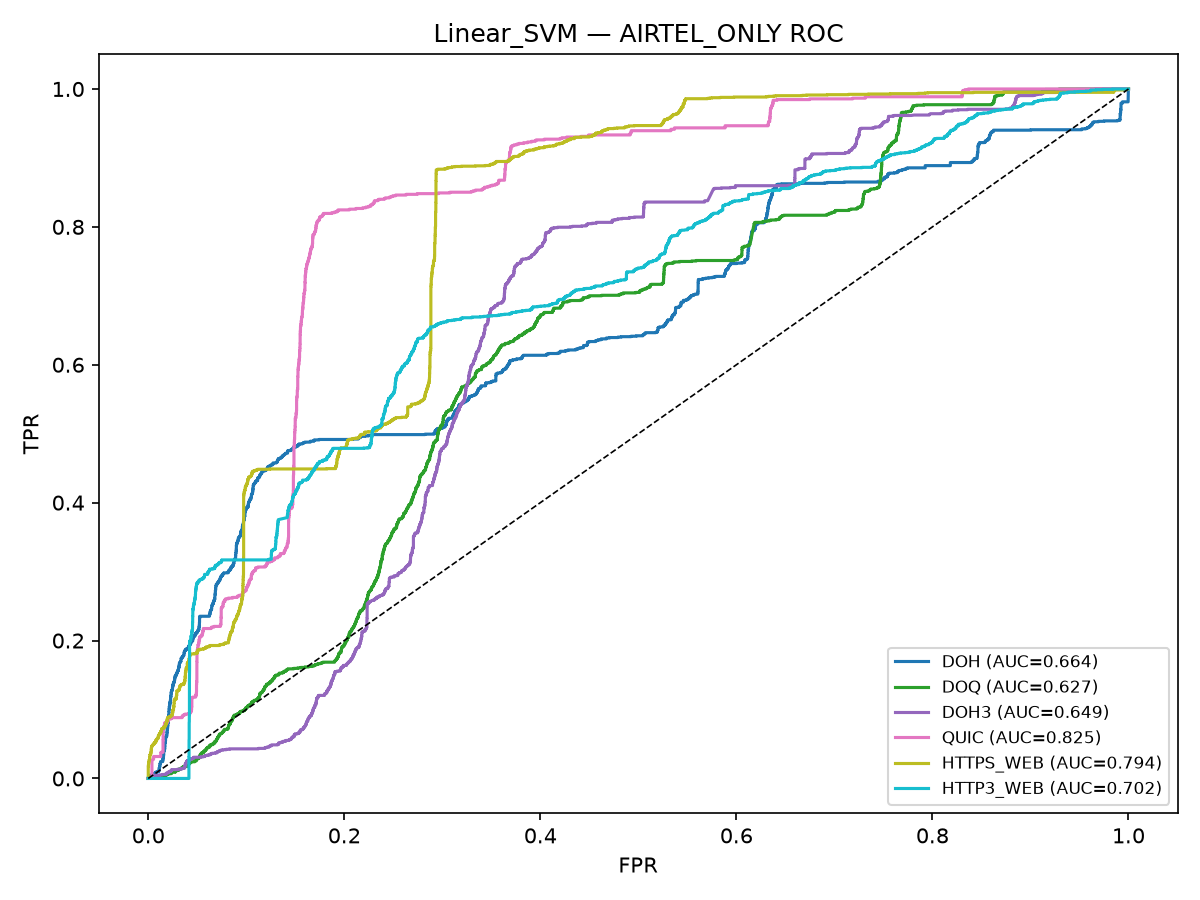 Linear_SVM — AIRTEL_ONLY ROC
TPR
1.0
0.8
0.6
0.4
0.2
0.0
0.0 0.2 0.4 0.6 0.8 1.0
FPR
DOH (AUC=0.664)
DOQ (AUC=0.627)
DOH3 (AUC=0.649)
QUIC (AUC=0.825)
HTTPS_WEB (AUC=0.794)
HTTP3_WEB (AUC=0.702)